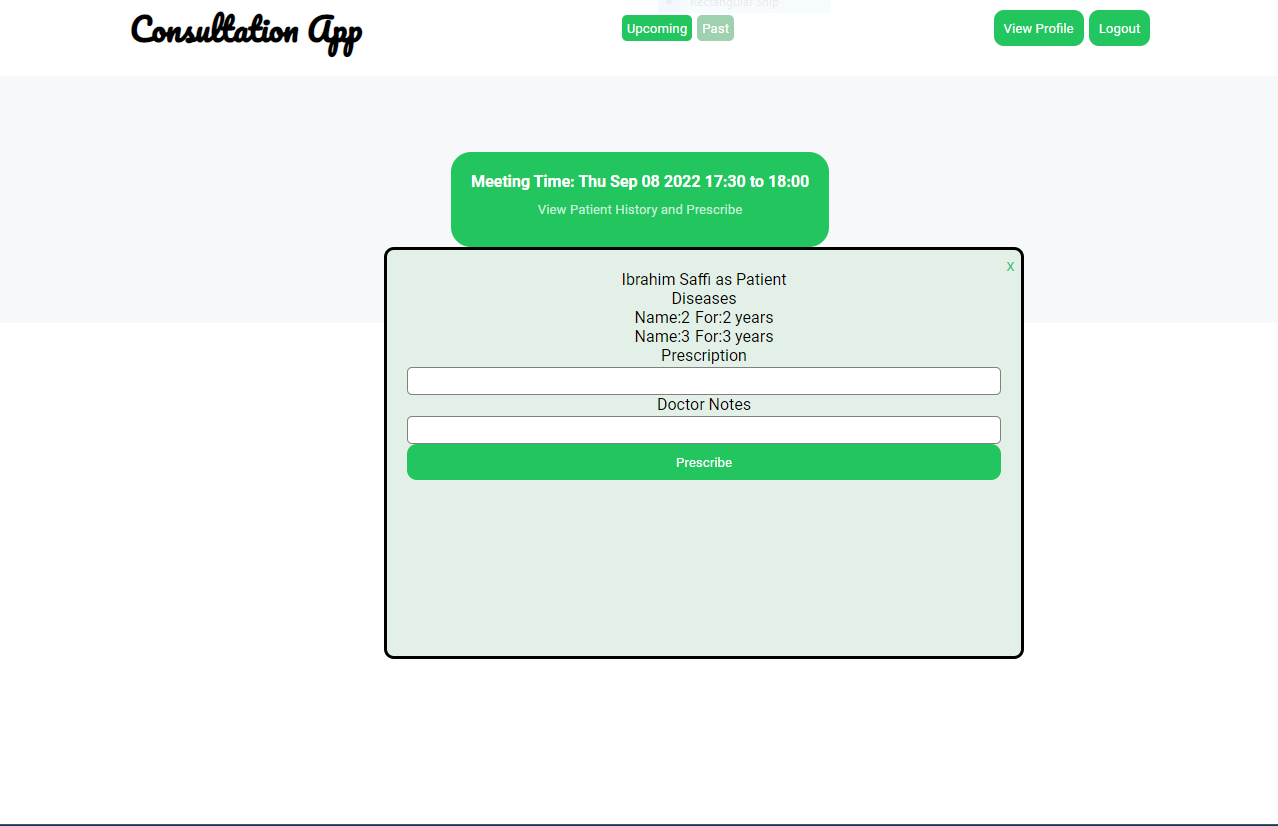 Rectangular Snip
Consultation App
Upcoming Past
View Profile Logout
Meeting Time: Thu Sep 08 2022 17:30 to 18:00
View Patient History and Prescribe
X
Ibrahim Saffi as Patient
Diseases
Name:2 For:2 years
Name:3 For:3 years
Prescription
Doctor Notes
Prescribe